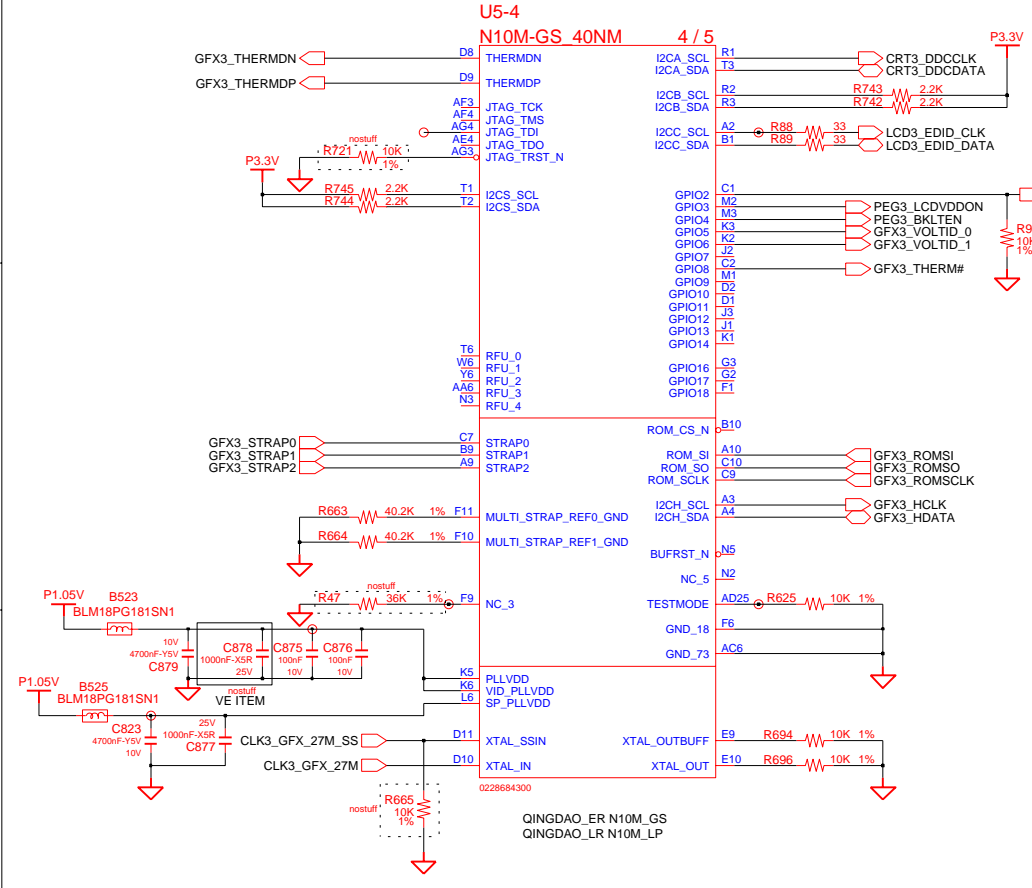 U5-4
N10M-GS_40NM 4 / 5
GFX3_THERMDN D8 THERMDN
GFX3_THERMDP D9 THERMDP
AF3 JTAG_TCK
AF4 JTAG_TMS
AG4 JTAG_TDI
AE4 JTAG_TDO
AG3 JTAG_TRST_N
nostuff
R721 10K
1%
P3.3V
R745 2.2K T1 I2CS_SCL
R744 2.2K T2 I2CS_SDA
T6 RFU_0
W6 RFU_1
Y6 RFU_2
AA6 RFU_3
N3 RFU_4
I2CA_SCL R1 CRT3_DDCCLK
I2CA_SDA T3 CRT3_DDCDATA
P3.3V
I2CB_SCL R2 R743 2.2K
I2CB_SDA R3 R742 2.2K
I2CC_SCL A2 R88 33 LCD3_EDID_CLK
I2CC_SDA B1 R89 33 LCD3_EDID_DATA
GPIO2 C1
GPIO3 M2 PEG3_LCDVDDON
GPIO4 M3 PEG3_BKLTEN
GPIO5 K3 GFX3_VOLTID_0
GPIO6 K2 GFX3_VOLTID_1
GPIO7 J2
GPIO8 C2 GFX3_THERM#
GPIO9 M1
GPIO10 D2
GPIO11 D1
GPIO12 J3
GPIO13 J1
GPIO14 K1
GPIO16 G3
GPIO17 G2
GPIO18 F1
1%
GFX3_STRAP0 C7 STRAP0
GFX3_STRAP1 B9 STRAP1
GFX3_STRAP2 A9 STRAP2
R663 40.2K 1% F11 MULTI_STRAP_REF0_GND
R664 40.2K 1% F10 MULTI_STRAP_REF1_GND
nostuff
R47 36K 1% F9 NC_3
ROM_CS_N B10
ROM_SI A10 GFX3_ROMSI
ROM_SO C10 GFX3_ROMSO
ROM_SCLK C9 GFX3_ROMSCLK
I2CH_SCL A3 GFX3_HCLK
I2CH_SDA A4 GFX3_HDATA
BUFRST_N N5
NC_5 N2
TESTMODE AD25 R625 10K 1%
GND_18 F6
GND_73 AC6
P1.05V
B523
BLM18PG181SN1
10V
4700nF-Y5V
C879
C878
1000nF-X5R
25V
nostuff
VE ITEM
C875
100nF
10V
C876
100nF
10V
K5 PLLVDD
K6 VID_PLLVDD
L6 SP_PLLVDD
P1.05V
B525
BLM18PG181SN1
C823
4700nF-Y5V
10V
25V
1000nF-X5R
C877
CLK3_GFX_27M_SS D11 XTAL_SSIN
CLK3_GFX_27M D10 XTAL_IN
XTAL_OUTBUFF E9 R694 10K 1%
XTAL_OUT E10 R696 10K 1%
0228684300
nostuff
R665
10K
1%
QINGDAO_ER N10M_GS
QINGDAO_LR N10M_LP